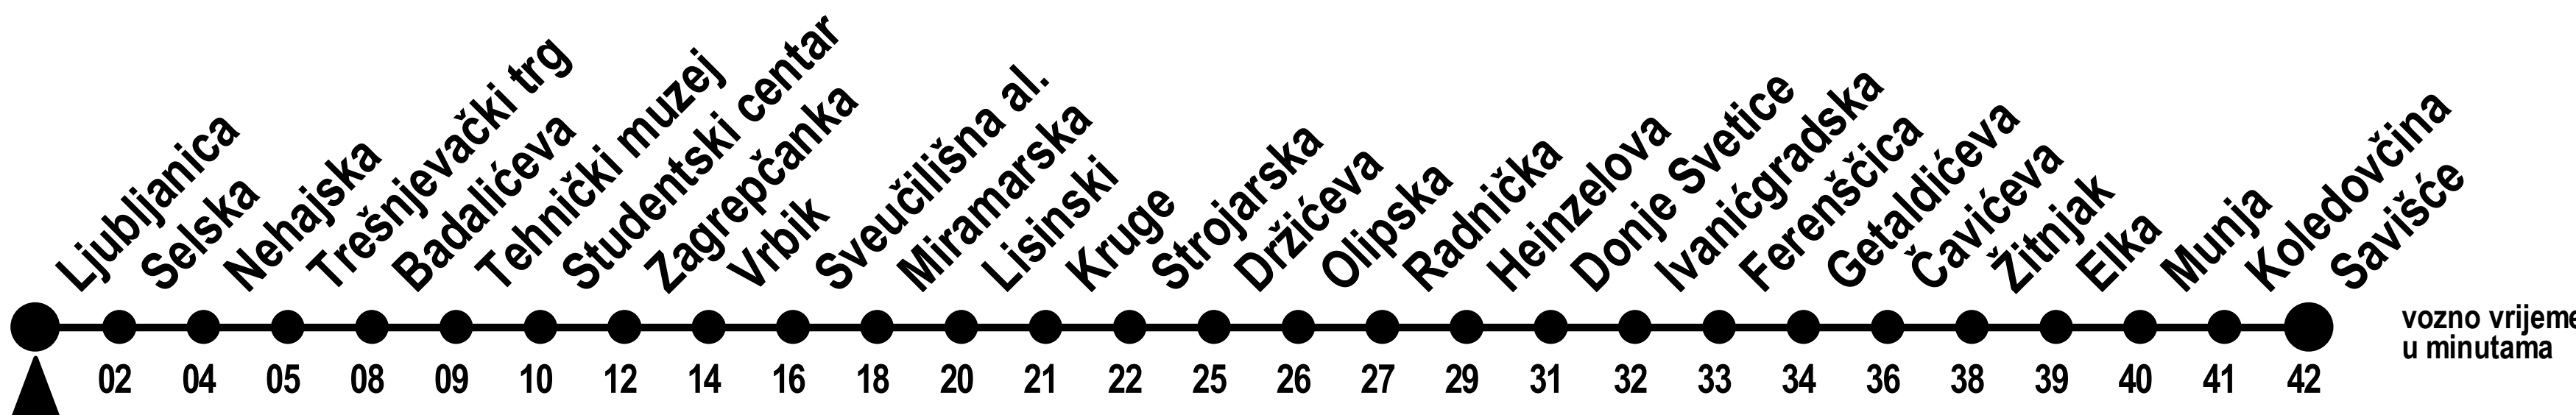 Ljubljanica
Selska
Nehajska
Trešnjevački trg
Badalićeva
Tehnički muzej
Studentski centar
Zagrepčanka
Vrbik
Sveučilišna al.
Miramarska
Lisinski
Kruge
Strojarska
Držićeva
Olipska
Radnička
Heinzelova
Donje Svetice
Ivanićgradska
Ferenščica
Getaldićeva
Čavićeva
Žitnjak
Elka
Munja
Koledovčina
Savišće
02 04 05 08 09 10 12 14 16 18 20 21 22 25 26 27 29 31 32 33 34 36 38 39 40 41 42
vozno vrijeme
u minutama